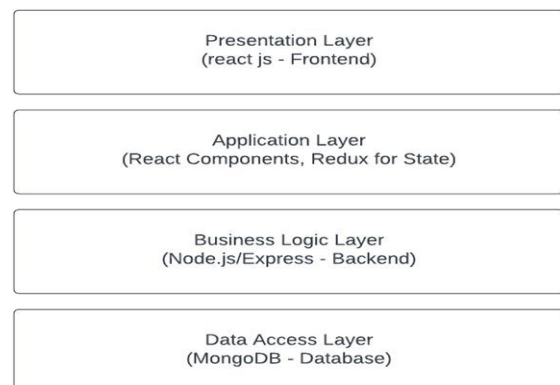 Presentation Layer
(react js - Frontend)
Application Layer
(React Components, Redux for State)
Business Logic Layer
(Node.js/Express - Backend)
Data Access Layer
(MongoDB - Database)